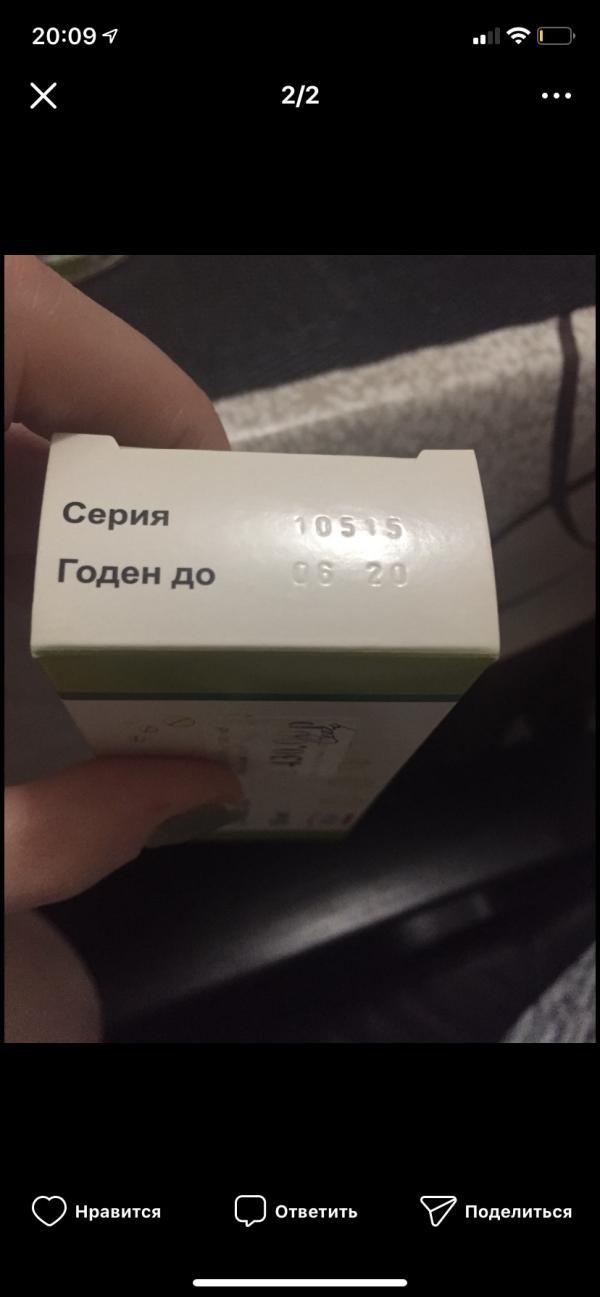 20:09
2/2
Серия 10515
Годен до 06 20
Нравится
Ответить
Поделиться